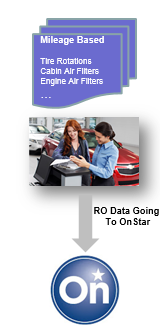 Mileage Based
Tire Rotations
Cabin Air Filters
Engine Air Filters
...
RO Data Going
To OnStar
On